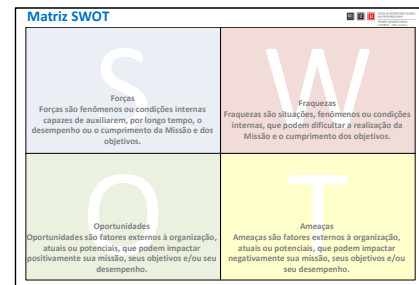 Matriz SWOT
S
Forças
Forças são fenômenos ou condições internas
capazes de auxiliarem, por longo tempo, o
desempenho ou o cumprimento da Missão e dos
objetivos.
W
Fraquezas
Fraquezas são situações, fenômenos ou condições
internas, que podem dificultar a realização da
Missão e o cumprimento dos objetivos.
O
Oportunidades
Oportunidades são fatores externos à organização,
atuais ou potenciais, que podem impactar
positivamente sua missão, seus objetivos e/ou seu
desempenho.
T
Ameaças
Ameaças são fatores externos à organização,
atuais ou potenciais, que podem impactar
negativamente sua missão, seus objetivos e/ou
seu desempenho.